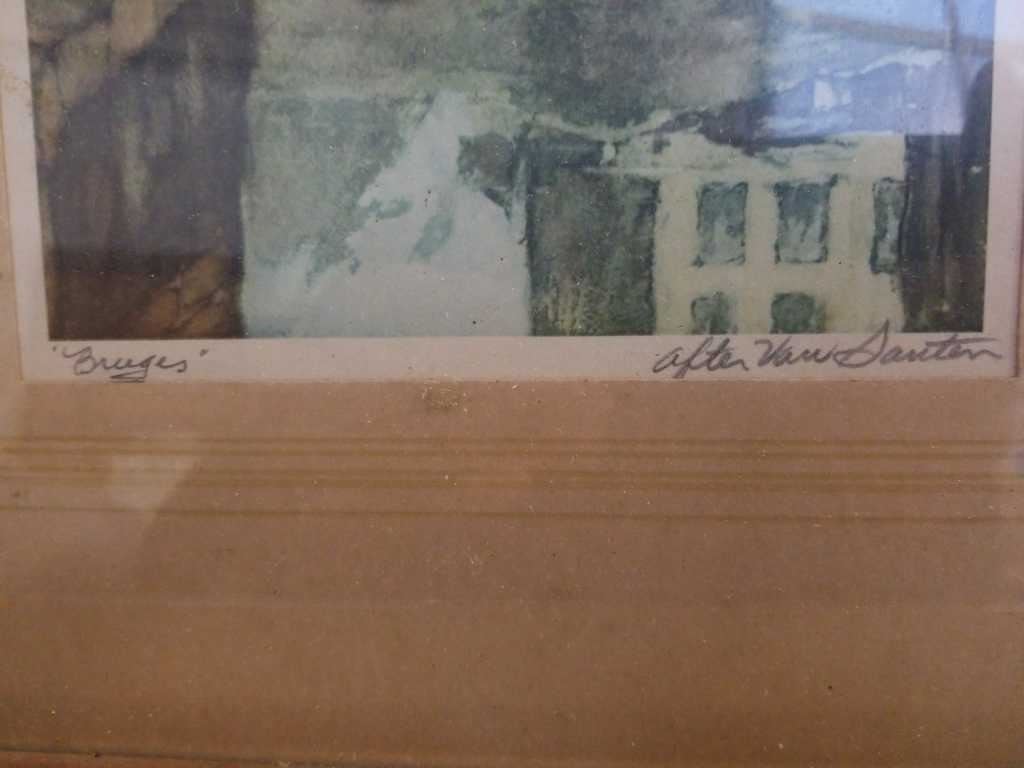 "Bruges"
after Van Santen